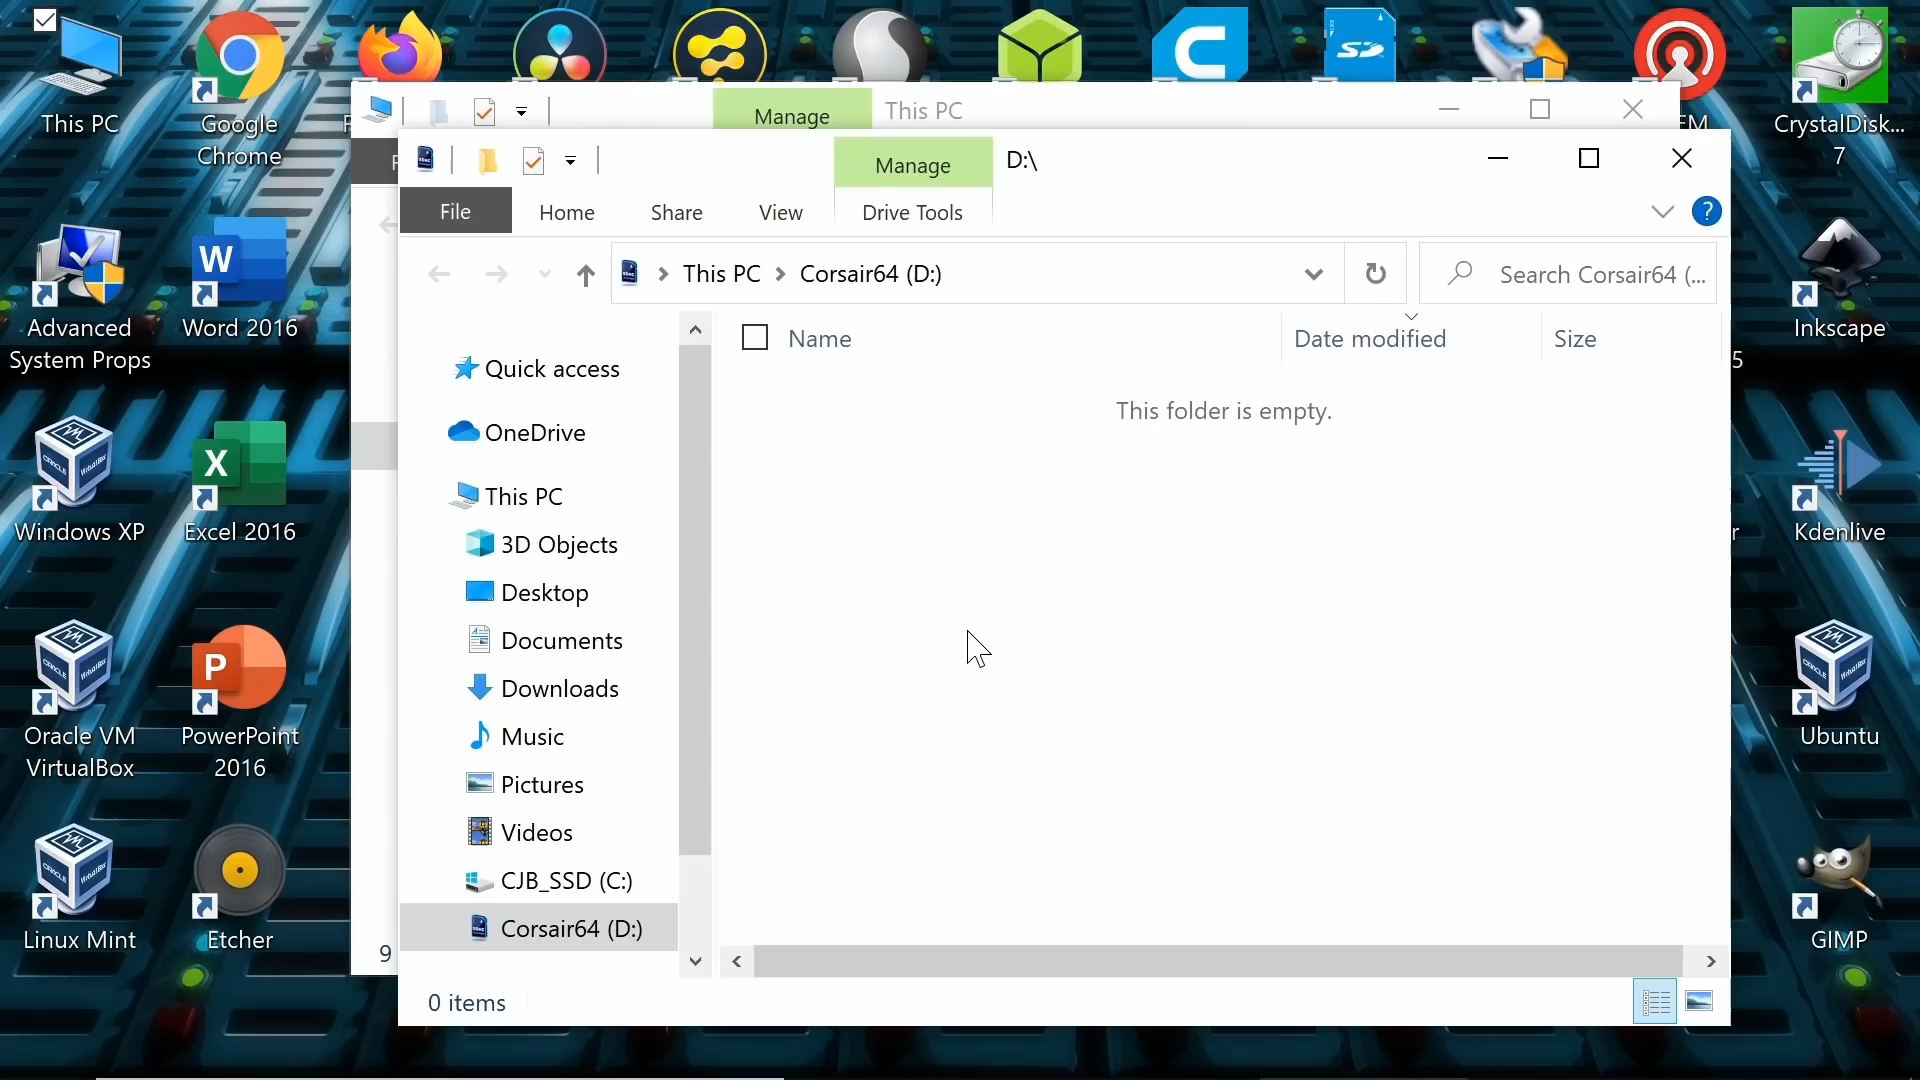 This PC
Google
Chrome
Manage
This PC
CrystalDisk...
7
Manage
D:\
File
Home
Share
View
Drive Tools
?
This PC
Corsair64 (D:)
Search Corsair64 (...
Advanced
System Props
Word 2016
Inkscape
5
Name
Date modified
Size
This folder is empty.
Quick access
OneDrive
This PC
3D Objects
Desktop
Documents
Downloads
Music
Pictures
Videos
CJB_SSD (C:)
Corsair64 (D:)
0 items
9
Windows XP
Excel 2016
Kdenlive
Oracle VM
VirtualBox
PowerPoint
2016
Ubuntu
Linux Mint
Etcher
GIMP